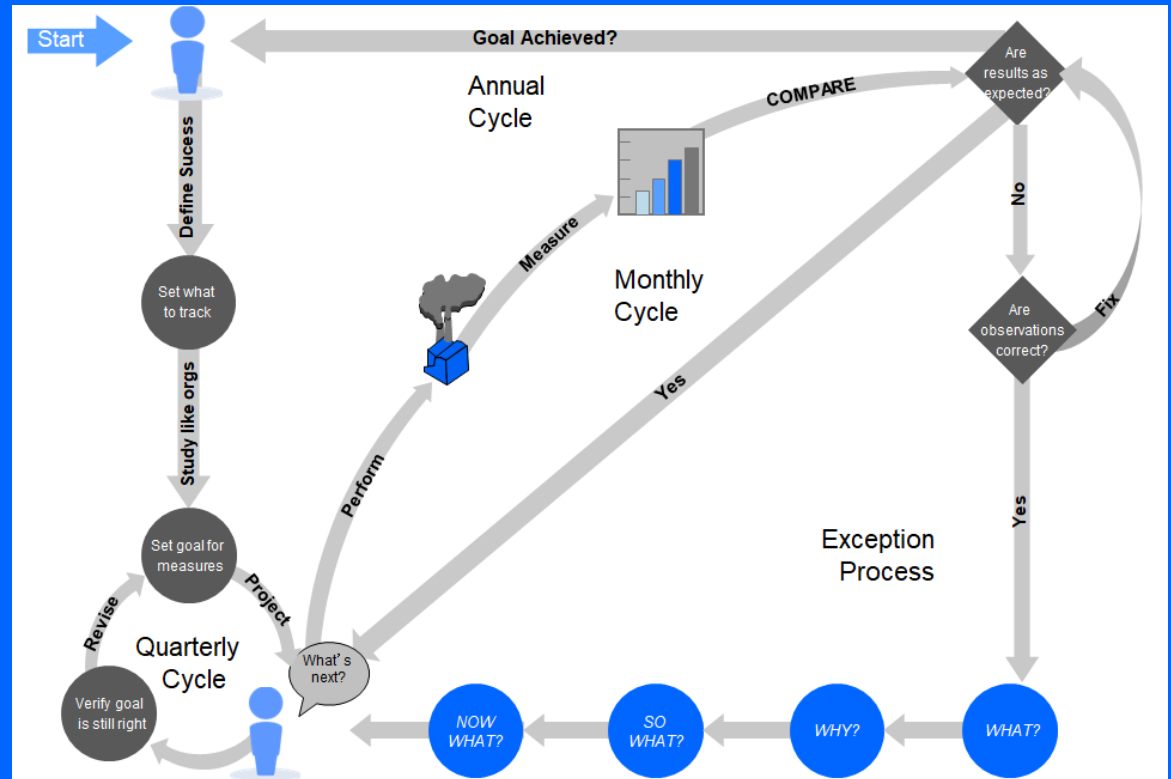 Start
Goal Achieved?
Are
results as
expected?
Annual
Cycle
COMPARE
Define Sucess
Measure
No
Set what
to track
Monthly
Cycle
Fix
Are
observations
correct?
Yes
Study like orgs
Perform
Yes
Set goal for
measures
Exception
Process
Project
Revise
Quarterly
Cycle
What's
next?
Verify goal
is still right
NOW
WHAT?
SO
WHAT?
WHY?
WHAT?